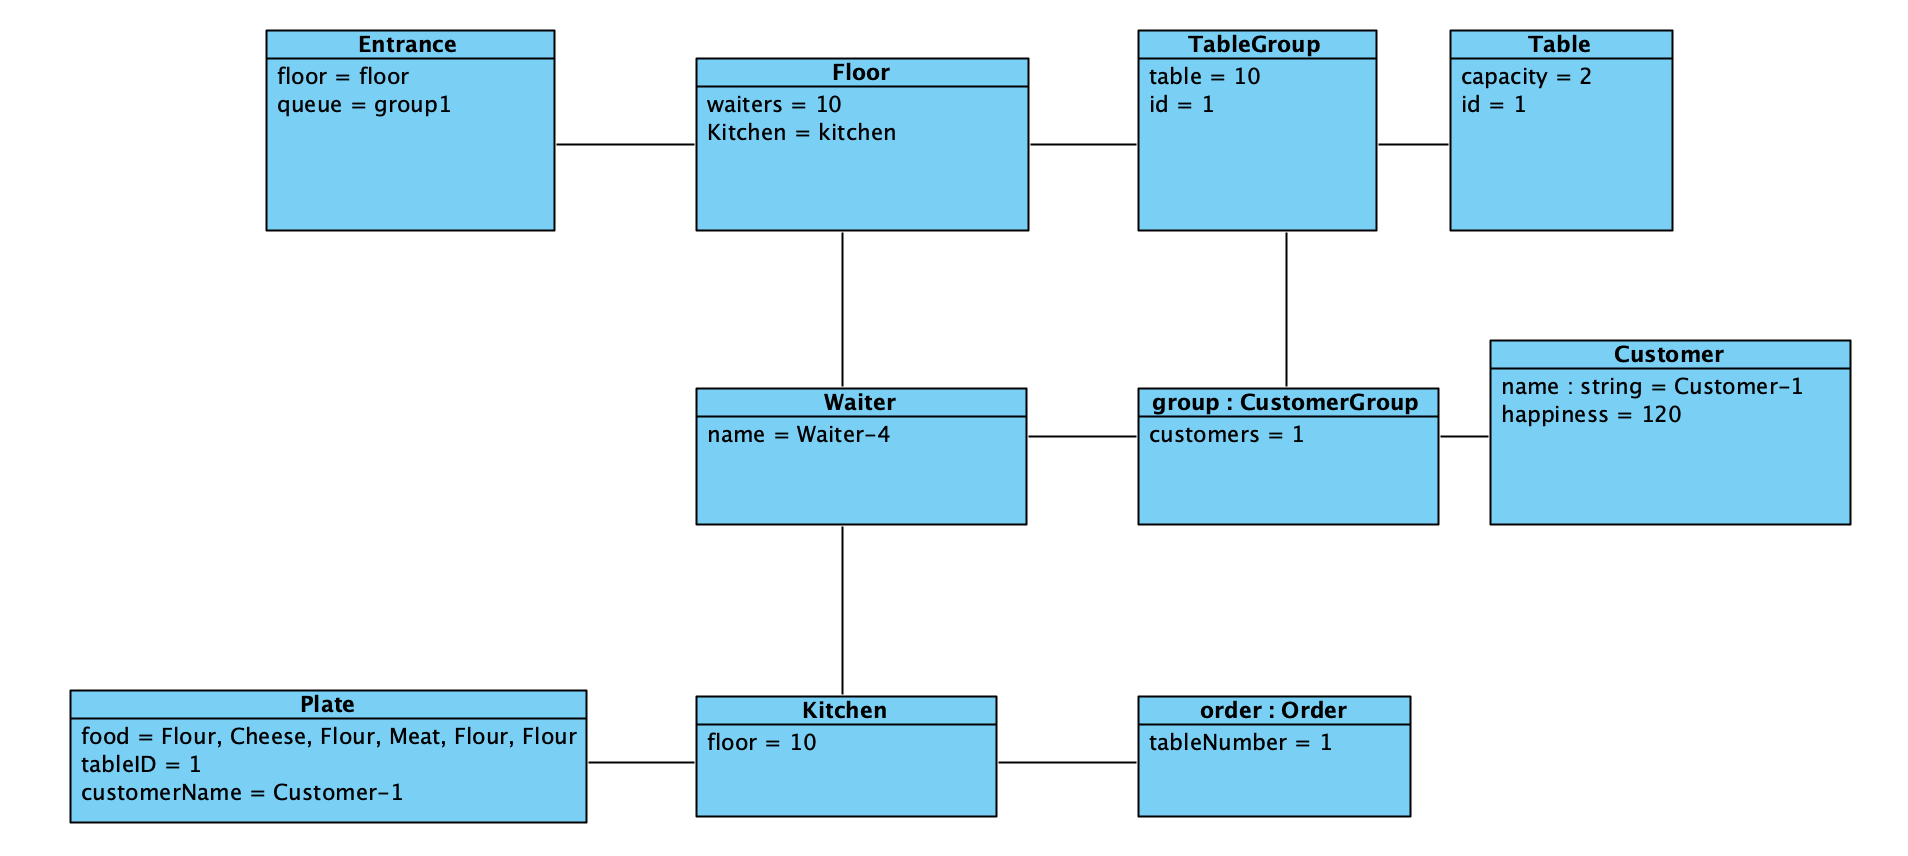 Entrance
floor = floor
queue = group1
Floor
waiters = 10
Kitchen = kitchen
TableGroup
table = 10
id = 1
Table
capacity = 2
id = 1
Waiter
name = Waiter-4
group : CustomerGroup
customers = 1
Customer
name : string = Customer-1
happiness = 120
Plate
food = Flour, Cheese, Flour, Meat, Flour, Flour
tableID = 1
customerName = Customer-1
Kitchen
floor = 10
order : Order
tableNumber = 1